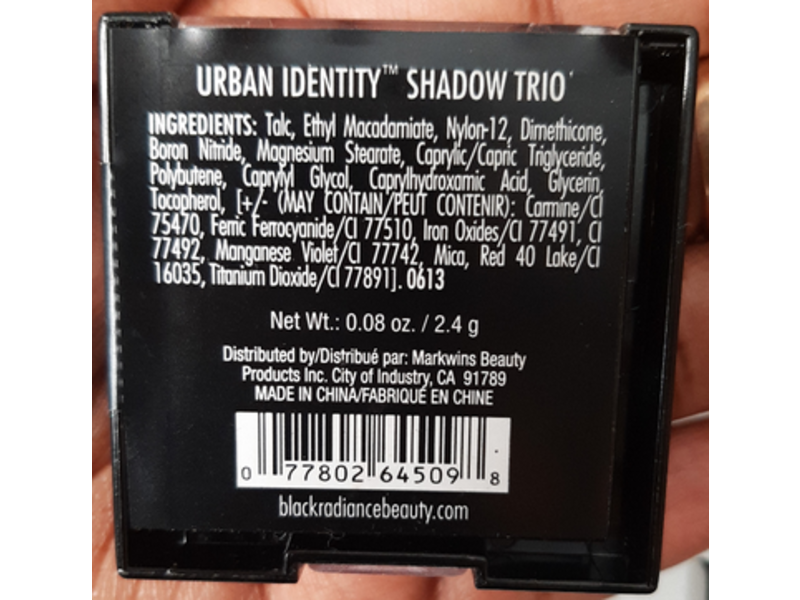 URBAN IDENTITY™ SHADOW TRIO
INGREDIENTS: Talc, Ethyl Macadamiate, Nylon-12, Dimethicone,
Boron Nitride, Magnesium Stearate, Caprylic/Capric Triglyceride,
Polybutene, Caprylyl Glycol, Caprylhydroxamic Acid, Glycerin,
Tocopherol, [+/- (MAY CONTAIN/PEUT CONTENIR): Carmine/CI
75470, Ferric Ferrocyanide/CI 77510, Iron Oxides/CI 77491, CI
77492, Manganese Violet/CI 77742, Mica, Red 40 Lake/CI
16035, Titanium Dioxide/CI 77891]. 0613
Net Wt.: 0.08 oz. / 2.4 g
Distributed by/Distribué par: Markwins Beauty
Products Inc. City of Industry, CA 91789
MADE IN CHINA/FABRIQUÉ EN CHINE
0 77802 64509 8
blackradiancebeauty.com